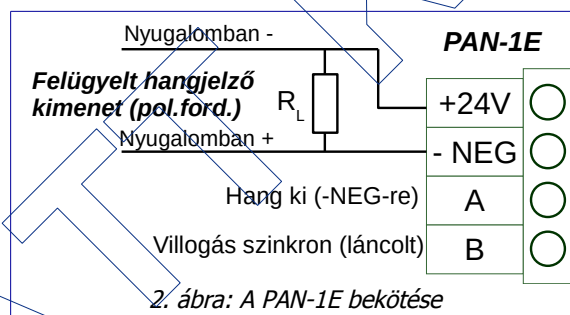 Nyugalomban -
PAN-1E
Felügyelt hangjelző
kimenet (pol.ford.)
RL
+24V
Nyugalomban +
- NEG
Hang ki (-NEG-re)
A
Villogás szinkron (láncolt)
B
2. ábra: A PAN-1E bekötése